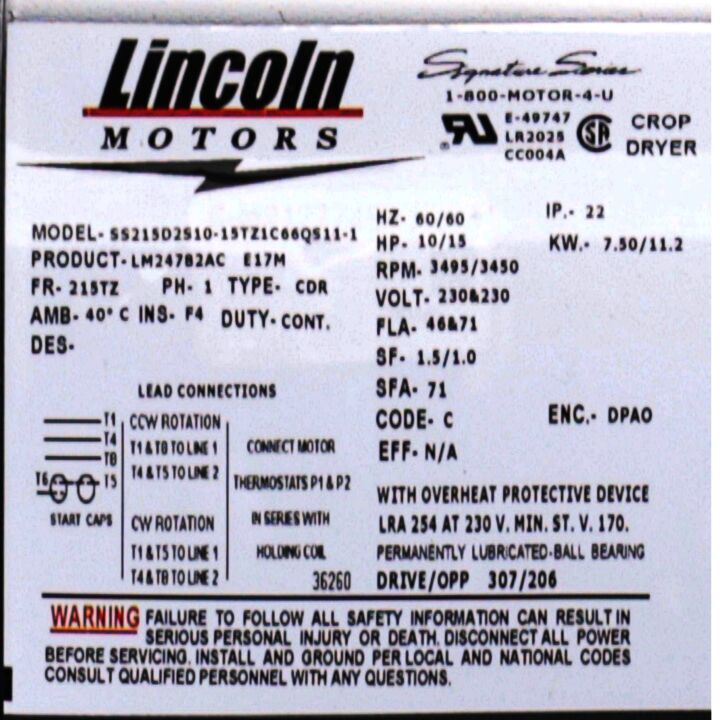 Lincoln
MOTORS
Signature Series
1-800-MOTOR-4-U
E-49747
LR2025
CC004A
CROP
DRYER
MODEL- SS215D2S10-15TZ1C66QS11-1
PRODUCT- LM24782AC E17M
FR- 215TZ PH- 1 TYPE- CDR
AMB- 40° C INS- F4 DUTY- CONT.
DES-
HZ- 60/60 IP.- 22
HP- 10/15 KW.- 7.50/11.2
RPM- 3495/3450
VOLT- 230&230
FLA- 46&71
SF- 1.5/1.0
SFA- 71
CODE- C ENC.- DPAO
EFF- N/A
LEAD CONNECTIONS
T1
T4
T8
T6 T5
START CAPS
CCW ROTATION
T1 & T8 TO LINE 1
T4 & T5 TO LINE 2
CW ROTATION
T1 & T5 TO LINE 1
T4 & T8 TO LINE 2
CONNECT MOTOR
THERMOSTATS P1 & P2
IN SERIES WITH
HOLDING COIL
36260
WITH OVERHEAT PROTECTIVE DEVICE
LRA 254 AT 230 V. MIN. ST. V. 170.
PERMANENTLY LUBRICATED-BALL BEARING
DRIVE/OPP 307/206
WARNING FAILURE TO FOLLOW ALL SAFETY INFORMATION CAN RESULT IN
SERIOUS PERSONAL INJURY OR DEATH. DISCONNECT ALL POWER
BEFORE SERVICING. INSTALL AND GROUND PER LOCAL AND NATIONAL CODES
CONSULT QUALIFIED PERSONNEL WITH ANY QUESTIONS.